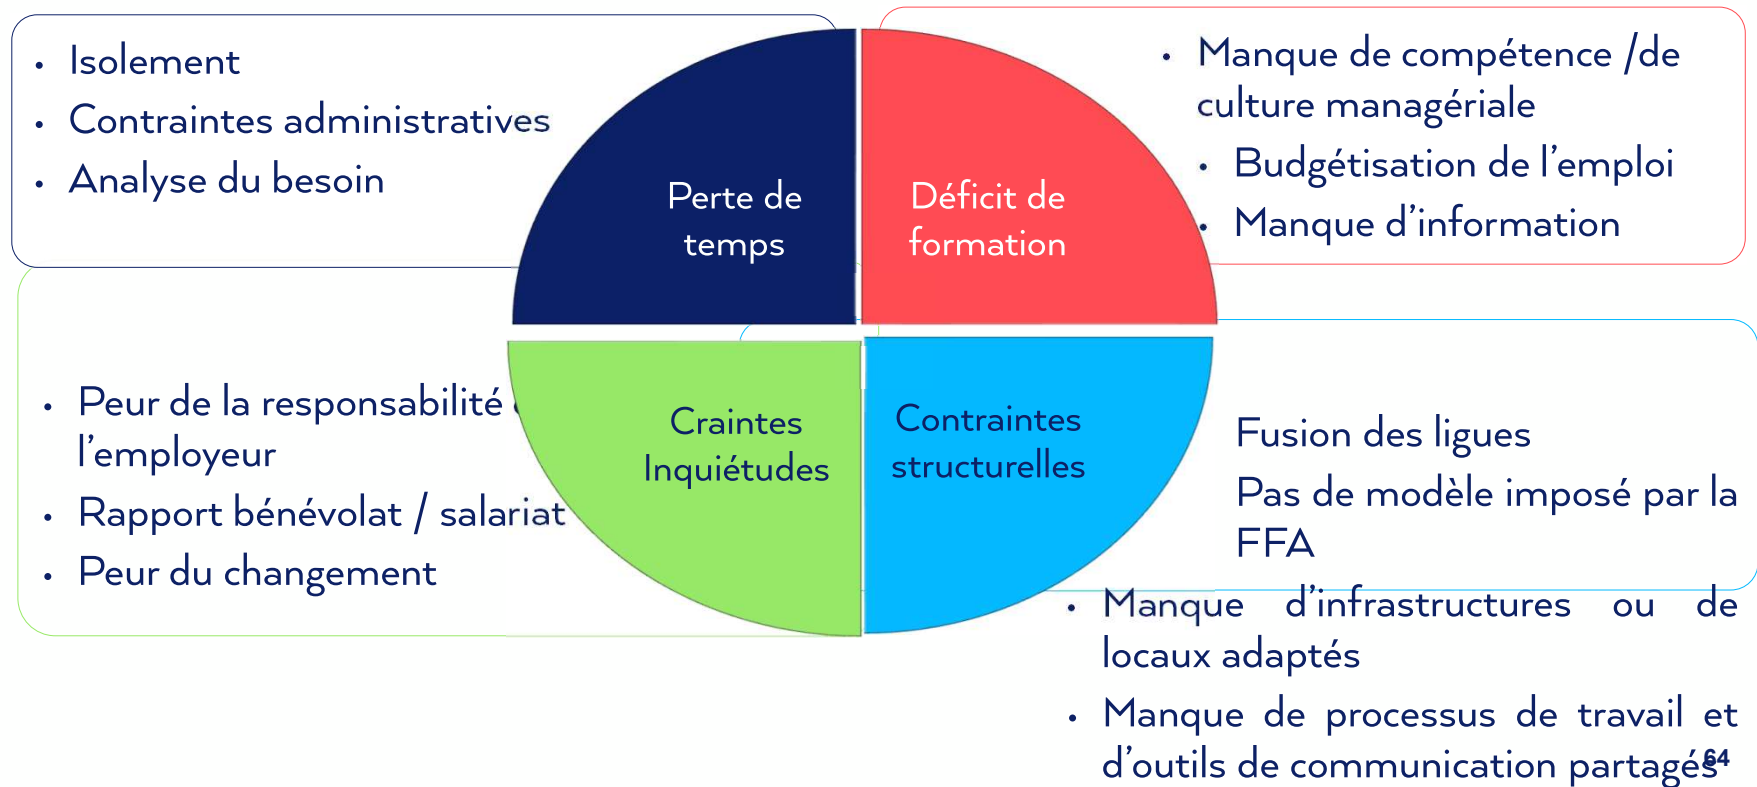 • Isolement
• Contraintes administratives
• Analyse du besoin
Perte de
temps
Déficit de
formation
• Manque de compétence /de
culture managériale
• Budgétisation de l'emploi
• Manque d'information
• Peur de la responsabilité
l'employeur
• Rapport bénévolat / salariat
• Peur du changement
Craintes
Inquiétudes
Contraintes
structurelles
Fusion des ligues
Pas de modèle imposé par la
FFA
• Manque d'infrastructures ou de
locaux adaptés
• Manque de processus de travail et
d'outils de communication partagés
64